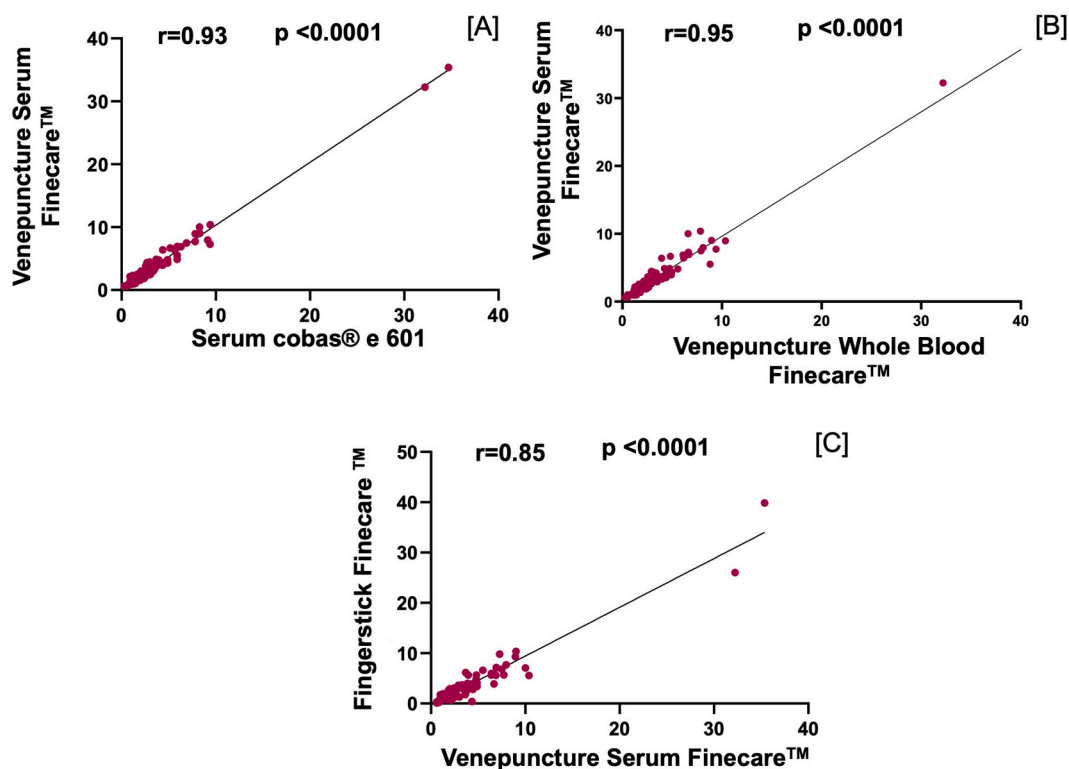 r=0.93 p <0.0001 [A]
Venepuncture Serum
Finecare™
40
30
20
10
0
0 10 20 30 40
Serum cobas® e 601
r=0.95 p <0.0001 [B]
Venepuncture Serum
Finecare™
40
30
20
10
0
0 10 20 30 40
Venepuncture Whole Blood
Finecare™
r=0.85 p <0.0001 [C]
Fingerstick Finecare ™
50
40
30
20
10
0
0 10 20 30 40
Venepuncture Serum Finecare™